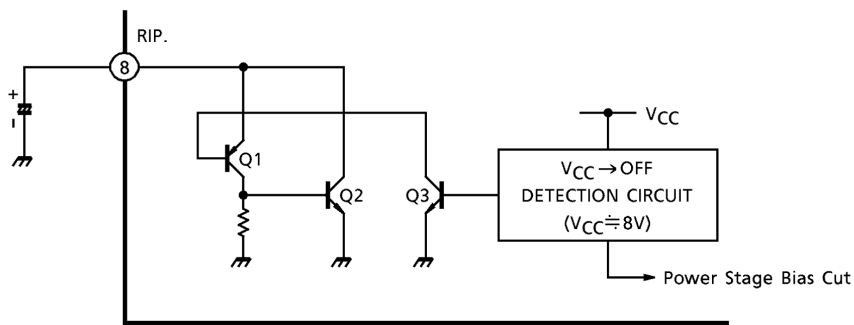 RIP.
8
+
-
Q1
Q2
Q3
VCC
VCC → OFF
DETECTION CIRCUIT
(VCC≒8V)
Power Stage Bias Cut